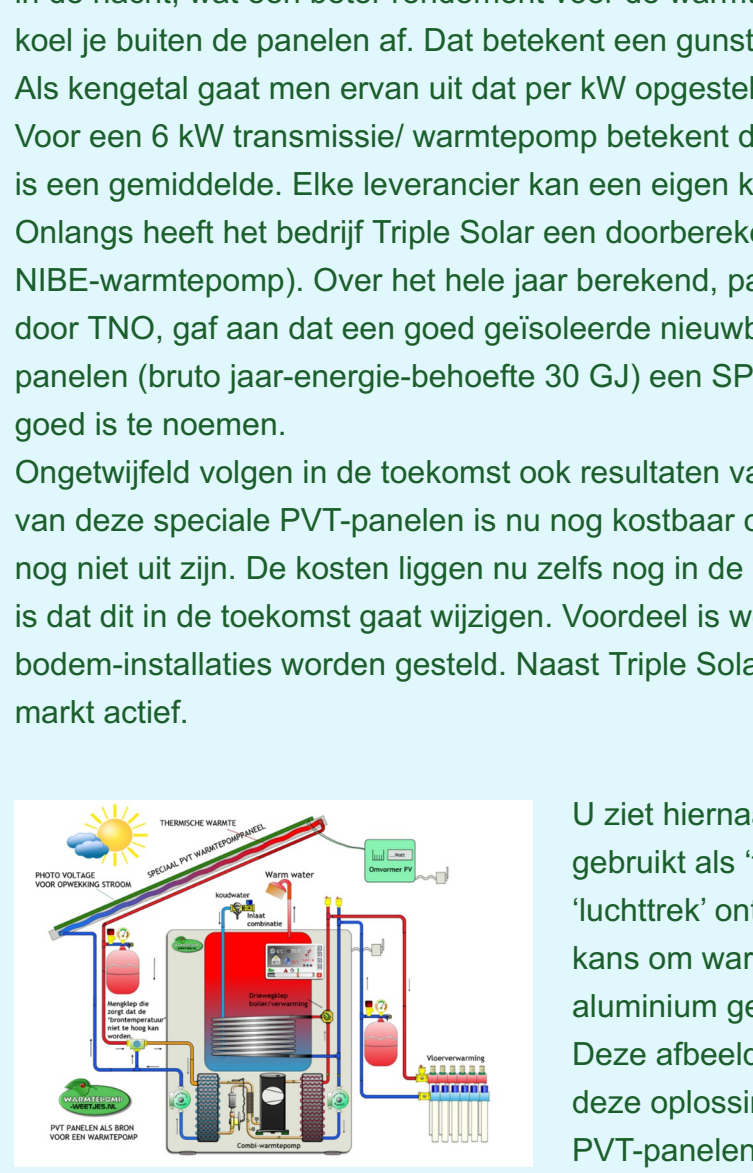 koel je buiten de panelen af. Dat betekent een gunst
Als kengetal gaat men ervan uit dat per kW opgestel
Voor een 6 kW transmissie/ warmtepomp betekent d
is een gemiddelde. Elke leverancier kan een eigen k
Onlangs heeft het bedrijf Triple Solar een doorbereke
NIBE-warmtepomp). Over het hele jaar berekend, pa
door TNO, gaf aan dat een goed geïsoleerde nieuwb
panelen (bruto jaar-energie-behoefte 30 GJ) een SP
goed is te noemen.
Ongetwijfeld volgen in de toekomst ook resultaten va
van deze speciale PVT-panelen is nu nog kostbaar
nog niet uit zijn. De kosten liggen nu zelfs nog in de
is dat dit in de toekomst gaat wijzigen. Voordeel is w
bodem-installaties worden gesteld. Naast Triple Sola
markt actief.
THERMISCHE WARMTE
SPECIAAL PVT WARMTEPOMPPANEEL
PHOTO VOLTAGE
VOOR OPWEKKING STROOM
Watt
Omvormer PV
Warm water
koudwater
Inlaat
combinatie
Driewegklep
boiler/verwarming
Mengklep die
zorgt dat de
'brontemperatuur'
niet te hoog kan
worden.
Vloerverwarming
WARMTEPOMP
-WEETJES.NL
PVT PANELEN ALS BRON
VOOR EEN WARMTEPOMP
Combi-warmtepomp
U ziet hierna
gebruikt als ‘
‘luchttrek’ ont
kans om war
aluminium ge
Deze afbeeld
deze oplossin
PVT-panelen